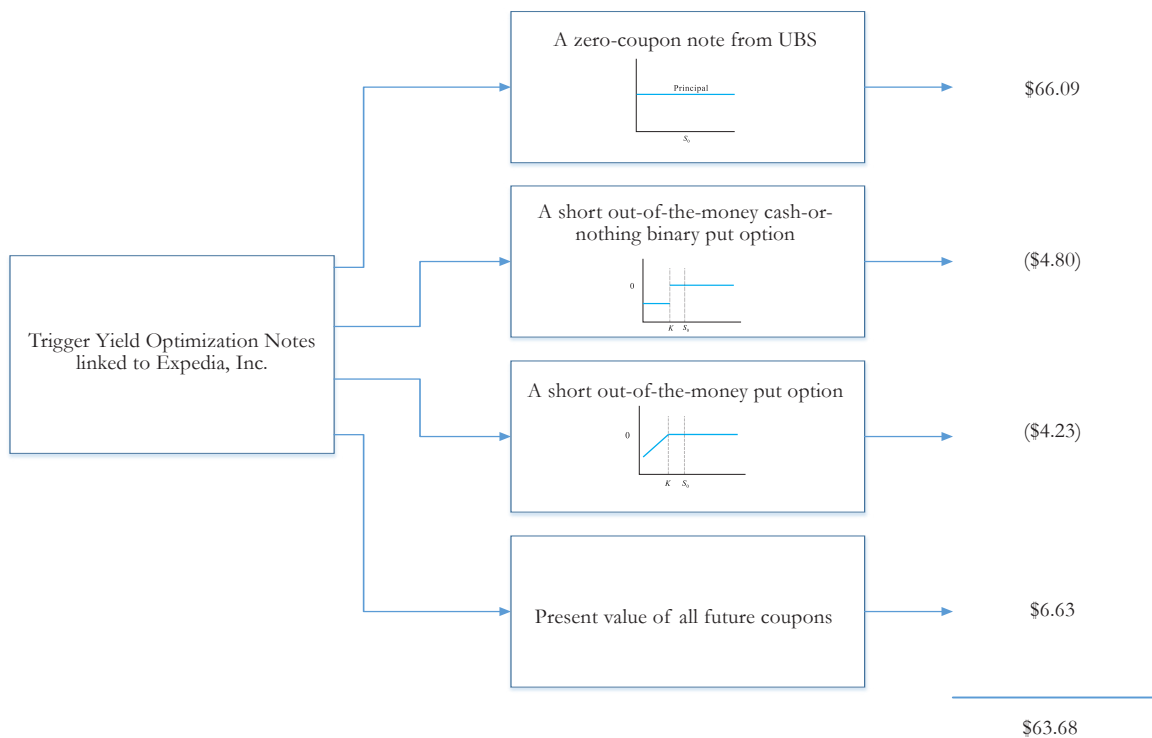 A zero-coupon note from UBS
Principal
S₀
$66.09
A short out-of-the-money cash-or-
nothing binary put option
0
K S₀
($4.80)
Trigger Yield Optimization Notes
linked to Expedia, Inc.
A short out-of-the-money put option
0
K S₀
($4.23)
Present value of all future coupons
$6.63
$63.68